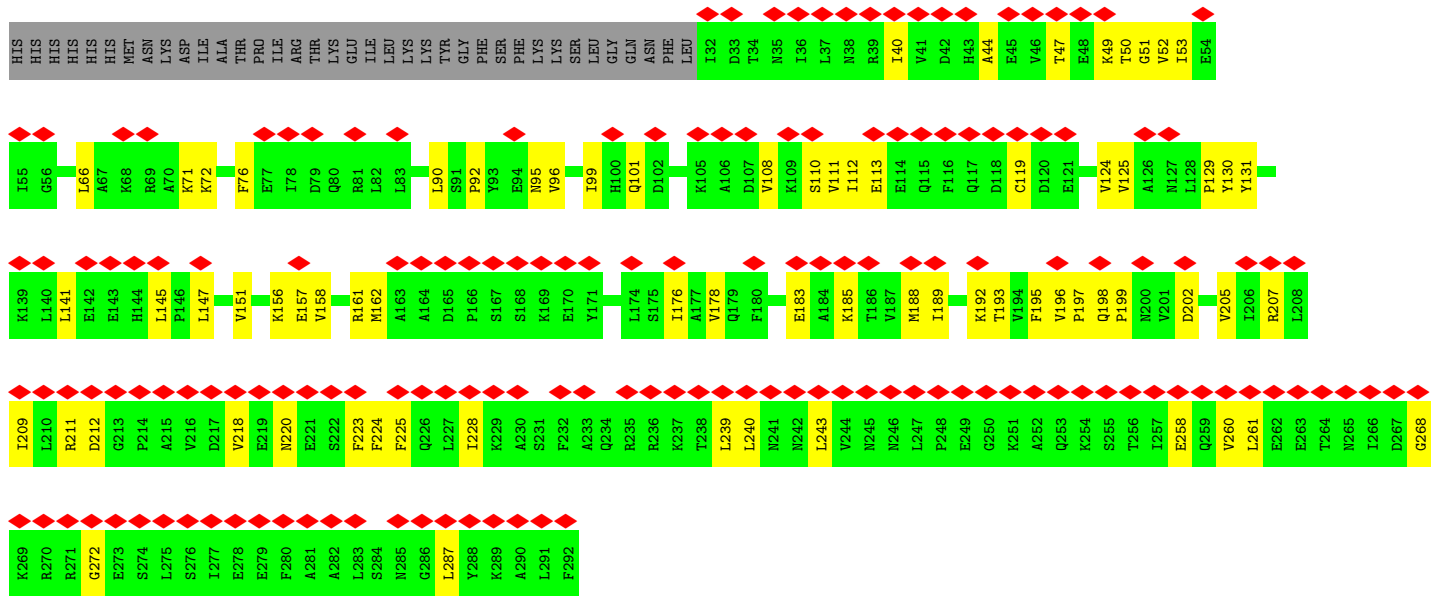 HIS HIS HIS HIS HIS HIS MET ASN LYS ASP ILE ALA THR PRO ILE ARG THR LYS GLU ILE LEU LYS LYS TYR GLY PHE SER PHE LYS LYS SER LEU GLY GLN ASN PHE LEU I32 D33 T34 N35 I36 L37 N38 R39 I40 V41 D42 H43 A44 E45 V46 T47 E48 K49 T50 G51 V52 I53 E54
I55 G56 L66 A67 K68 R69 A70 K71 K72 F76 E77 I78 D79 Q80 R81 L82 L83 L90 S91 P92 Y93 E94 N95 V96 I99 H100 Q101 D102 K105 A106 D107 V108 K109 S110 V111 I112 E113 E114 Q115 F116 Q117 D118 C119 D120 E121 V124 V125 A126 N127 L128 P129 Y130 Y131
K139 L140 L141 E142 E143 H144 L145 P146 L147 V151 K156 E157 V158 R161 M162 A163 A164 D165 P166 S167 S168 K169 E170 Y171 L174 S175 I176 A177 V178 Q179 F180 E183 A184 K185 T186 V187 M188 I189 K192 T193 V194 F195 V196 P197 Q198 P199 N200 V201 D202 V205 I206 R207 L208
I209 L210 R211 D212 G213 P214 A215 V216 D217 V218 E219 N220 E221 S222 F223 F224 F225 Q226 L227 I228 K229 A230 S231 F232 A233 Q234 R235 R236 K237 T238 L239 L240 N241 N242 L243 V244 N245 N246 L247 P248 E249 G250 K251 A252 Q253 K254 S255 T256 I257 E258 Q259 V260 L261 E262 E263 T264 N265 I266 D267 G268
K269 R270 R271 G272 E273 S274 L275 S276 I277 E278 E279 F280 A281 A282 L283 S284 N285 G286 L287 Y288 K289 A290 L291 F292